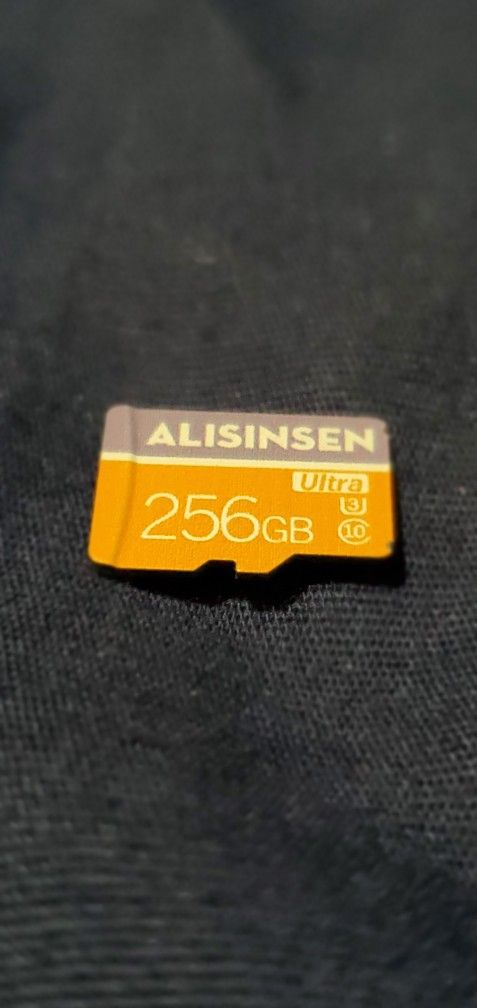 ALISINSEN
Ultra
256GB
3
10